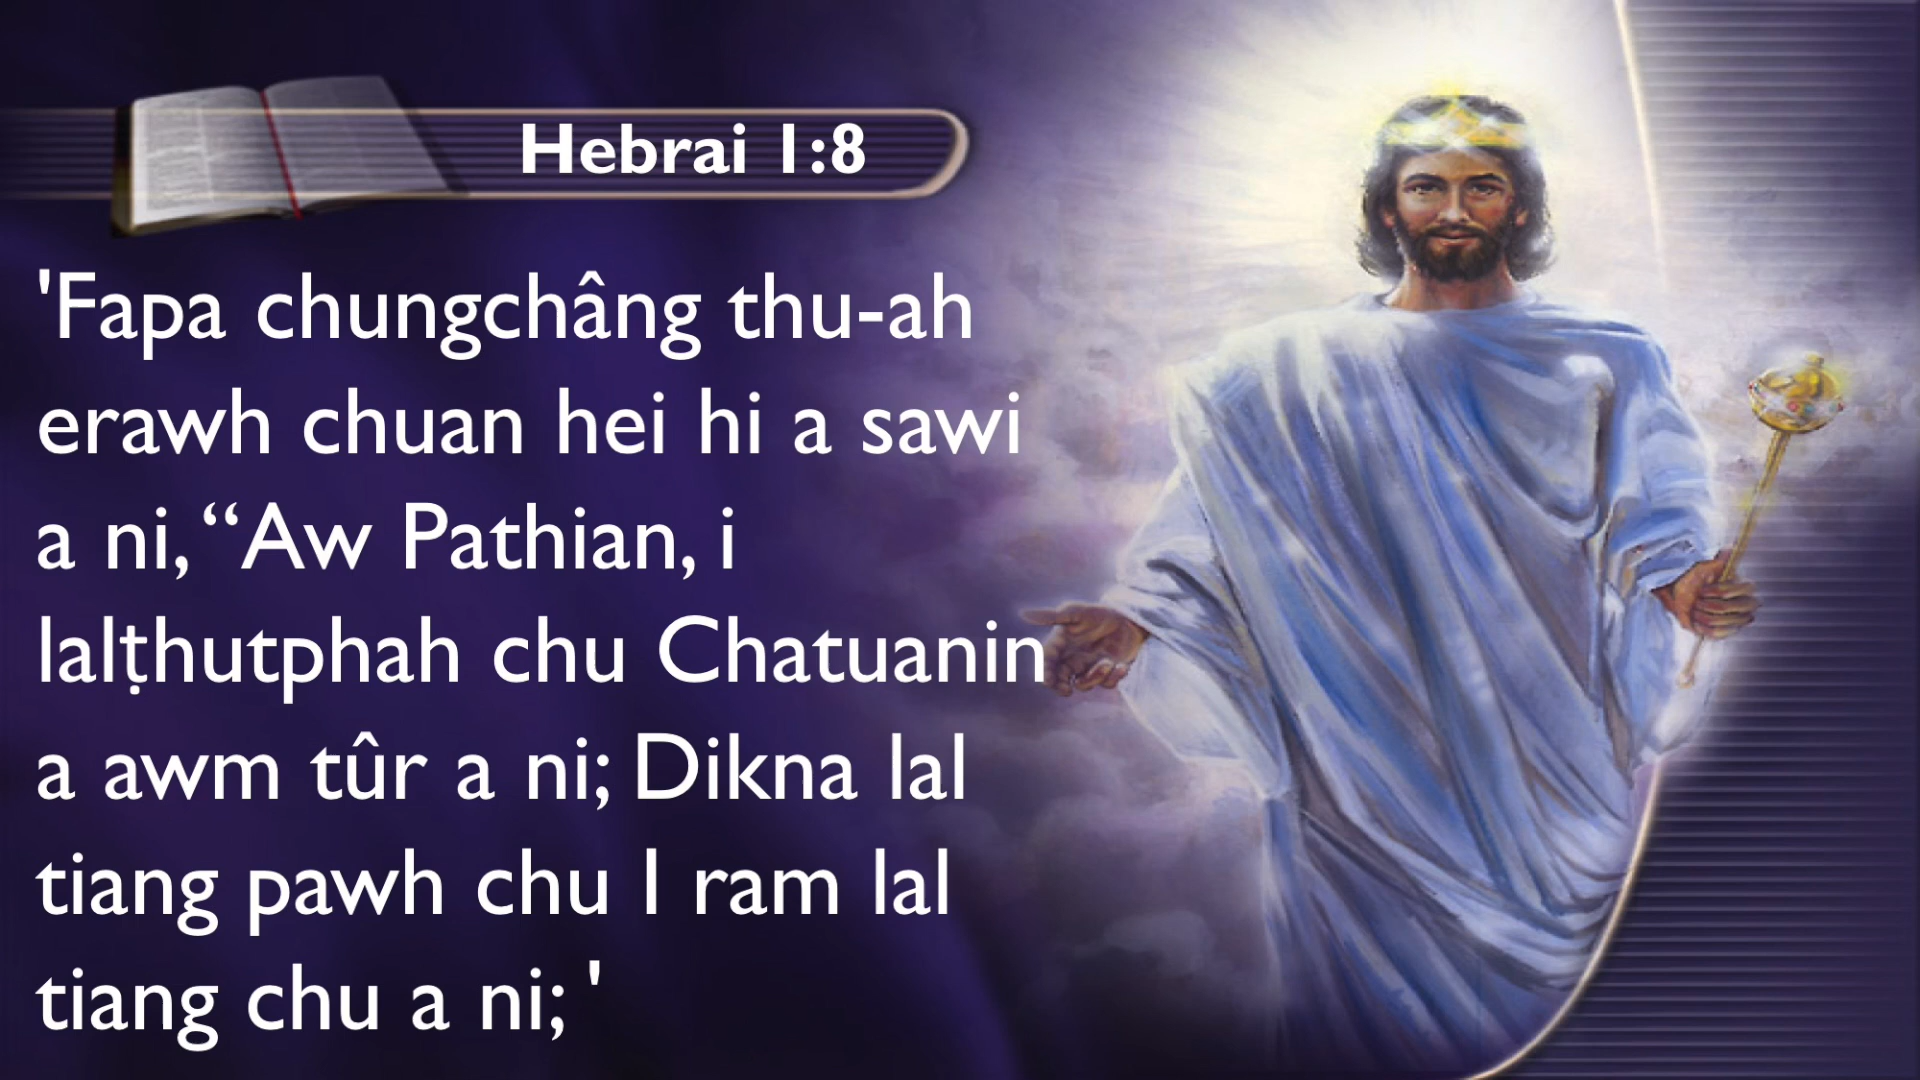 Hebrai 1:8
'Fapa chungchâng thu-ah
erawh chuan hei hi a sawi
a ni, “Aw Pathian, i
lalṭhutphah chu Chatuanin
a awm tûr a ni; Dikna lal
tiang pawh chu I ram lal
tiang chu a ni; '